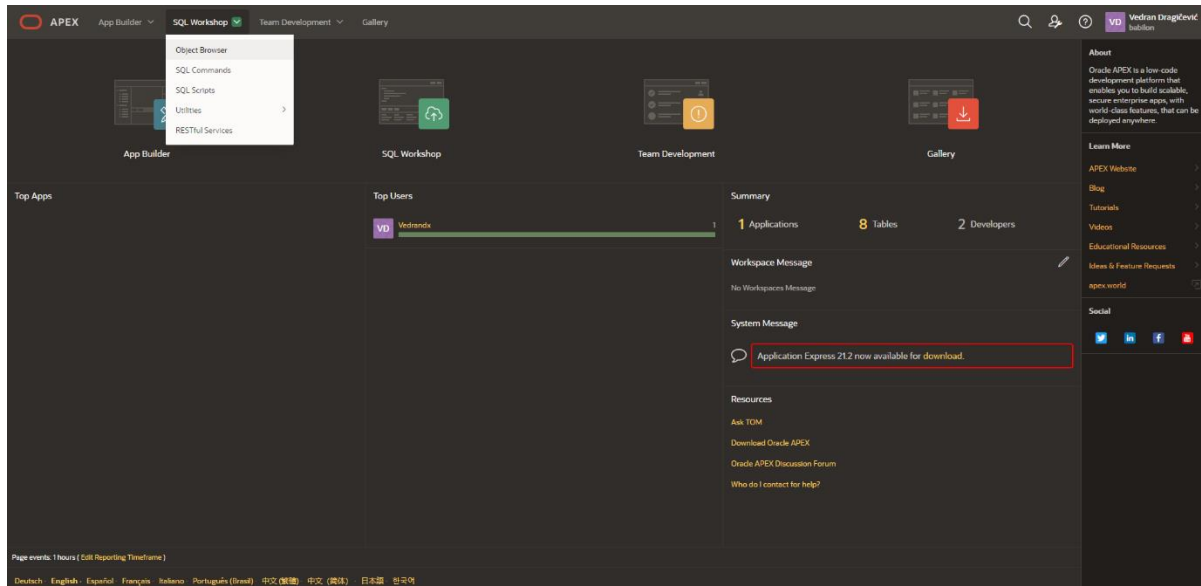 APEX App Builder SQL Workshop Team Development Gallery
VD Vedran Dragičević
babilon
Object Browser
SQL Commands
SQL Scripts
Utilities
RESTful Services
App Builder
SQL Workshop
Team Development
Gallery
Top Apps
Top Users
VD Vedrandx 1
Summary
1 Applications 8 Tables 2 Developers
Workspace Message
No Workspaces Message
System Message
Application Express 21.2 now available for download.
Resources
Ask TOM
Download Oracle APEX
Oracle APEX Discussion Forum
Who do I contact for help?
About
Oracle APEX is a low-code
development platform that
enables you to build scalable,
secure enterprise apps, with
world-class features, that can be
deployed anywhere.
Learn More
APEX Website
Blog
Tutorials
Videos
Educational Resources
Ideas & Feature Requests
apex.world
Social
Page events: 1 hours ( Edit Reporting Timeframe )
Deutsch · English · Español · Français · Italiano · Português (Brasil) · 中文 (繁體) · 中文 (简体) · 日本語 · 한국어